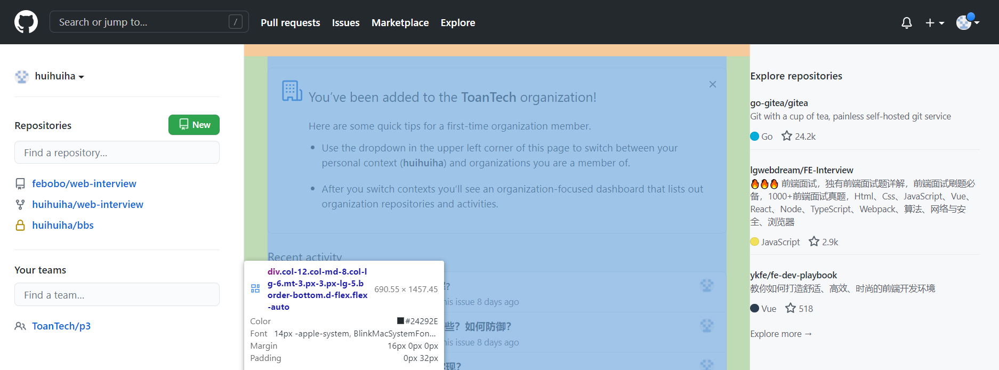 Search or jump to...
/
Pull requests
Issues
Marketplace
Explore
huihuiha
Repositories
New
Find a repository...
febobo/web-interview
huihuiha/web-interview
huihuiha/bbs
Your teams
Find a team...
ToanTech/p3
You’ve been added to the ToanTech organization!
Here are some quick tips for a first-time organization member.
Use the dropdown in the upper left corner of this page to switch between your
personal context (huihuiha) and organizations you are a member of.
After you switch contexts you’ll see an organization-focused dashboard that lists out
organization repositories and activities.
Recent activity
?
this issue 8 days ago
些？如何防御？
this issue 8 days ago
现？
div.col-12.col-md-8.col-l
g-6.mt-3.px-3.px-lg-5.b
order-bottom.d-flex.flex
-auto
690.55 × 1457.45
Color
#24292E
Font
14px -apple-system, BlinkMacSystemFon...
Margin
16px 0px 0px
Padding
0px 32px
Explore repositories
go-gitea/gitea
Git with a cup of tea, painless self-hosted git service
Go
24.2k
lgwebdream/FE-Interview
🔥🔥🔥 前端面试，独有前端面试题详解，前端面试刷题必
备，1000+前端面试真题，Html、Css、JavaScript、Vue、
React、Node、TypeScript、Webpack、算法、网络与安
全、浏览器
JavaScript
2.9k
ykfe/fe-dev-playbook
教你如何打造舒适、高效、时尚的前端开发环境
Vue
518
Explore more →